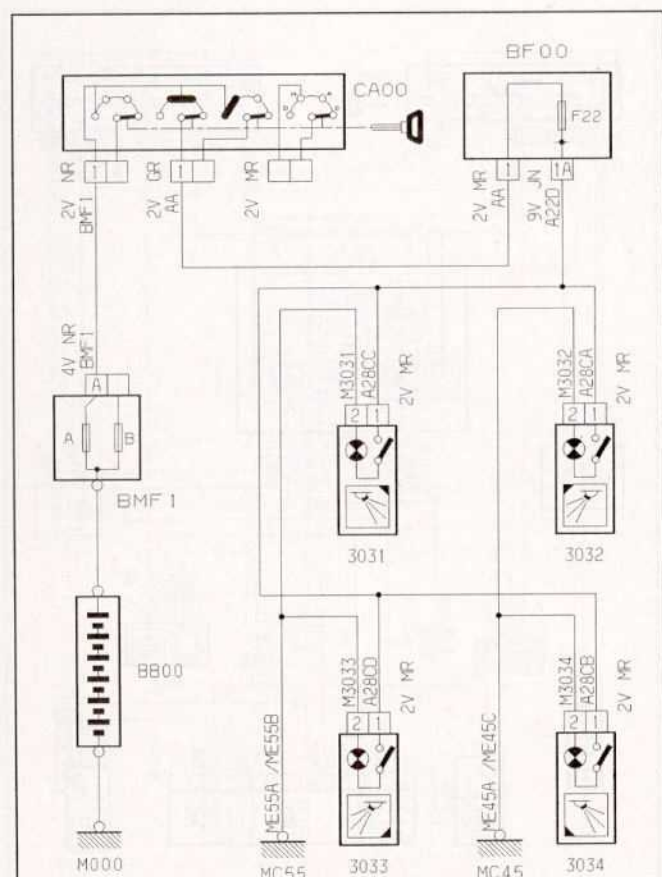 BF00
CA00
F22
H
A
D
1
1
1
1A
2V NR
BMF1
2V GR
AA
2V MR
2V MR
AA
9V JN
A22D
4V NR
BMF1
A
A
B
BMF1
M3031
A28CC
2V MR
2 1
3031
M3032
A28CA
2V MR
2 1
3032
BB00
M000
ME55A /ME55B
MC55
M3033
A28CD
2V MR
2 1
3033
ME45A /ME45C
MC45
M3034
A28CB
2V MR
2 1
3034